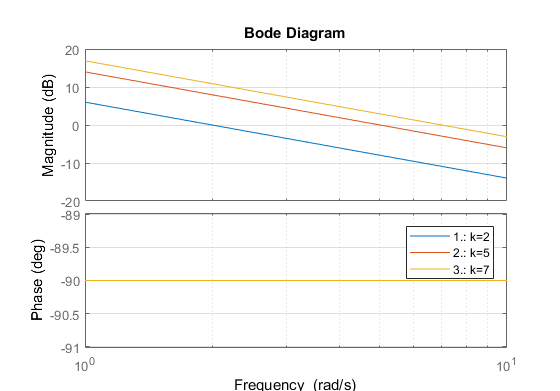 Bode Diagram
Magnitude (dB)
20
10
0
-10
-20
Phase (deg)
-89
-89.5
-90
-90.5
-91
1.: k=2
2.: k=5
3.: k=7
10^0
10^1
Frequency (rad/s)